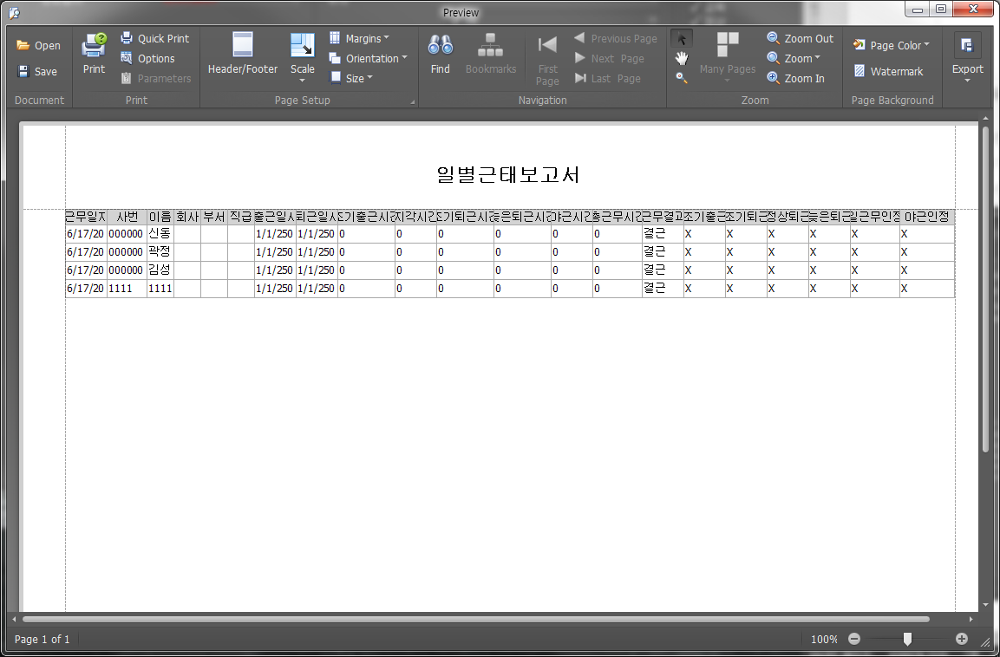 Preview
Open
Save
Document
Print
Quick Print
Options
Parameters
Print
Header/Footer
Scale
Margins
Orientation
Size
Page Setup
Find
Bookmarks
First Page
Previous Page
Next Page
Last Page
Navigation
Many Pages
Zoom Out
Zoom
Zoom In
Zoom
Page Color
Watermark
Page Background
Export
일별근태보고서
근무일자 사번 이름 회사 부서 직급 출근일시 퇴근일시 조기출근시간 지각시간 조기퇴근시간 늦은퇴근시간 야근시간 총근무시간 근무결과 조기출근 조기퇴근 정상퇴근 늦은퇴근 일근무인정 야근인정
6/17/20 000000 신동 1/1/250 1/1/250 0 0 0 0 0 0 결근 X X X X X X
6/17/20 000000 곽정 1/1/250 1/1/250 0 0 0 0 0 0 결근 X X X X X X
6/17/20 000000 김성 1/1/250 1/1/250 0 0 0 0 0 0 결근 X X X X X X
6/17/20 1111 1111 1/1/250 1/1/250 0 0 0 0 0 0 결근 X X X X X X
Page 1 of 1
100%